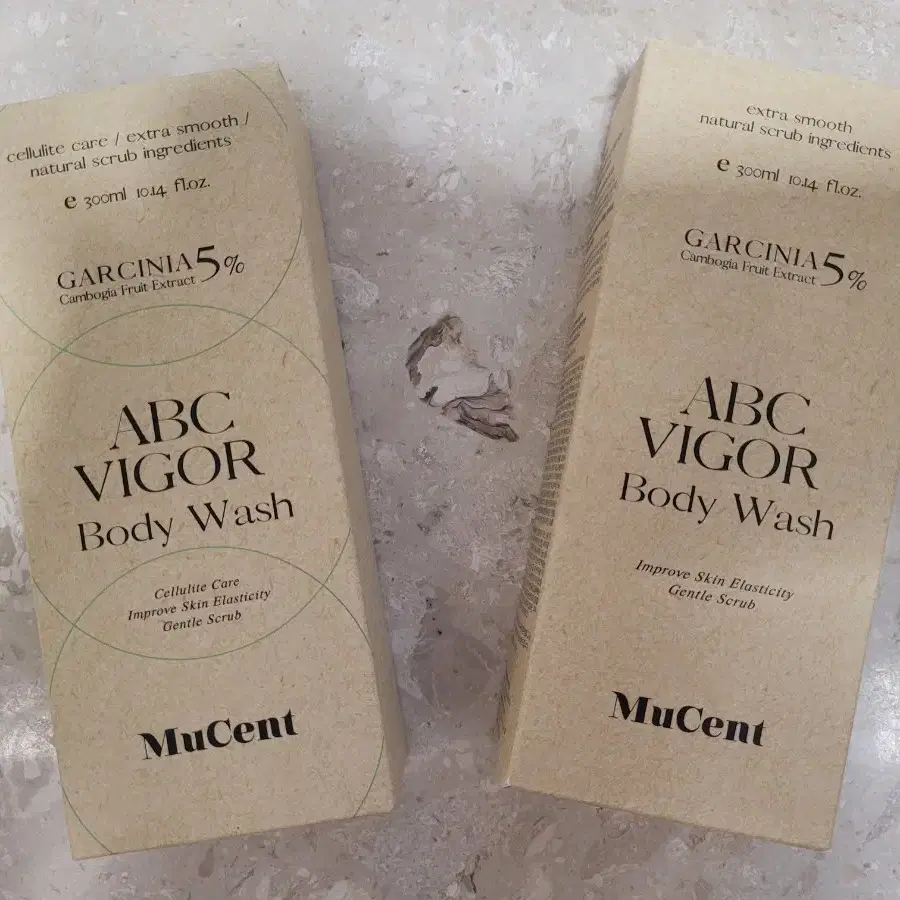 cellulite care / extra smooth /
natural scrub ingredients
e 300ml 10.14 fl.oz.
GARCINIA 5%
Cambogia Fruit Extract
ABC
VIGOR
Body Wash
Cellulite Care
Improve Skin Elasticity
Gentle Scrub
MuCent
extra smooth
natural scrub ingredients
e 300ml 10.14 fl.oz.
GARCINIA 5%
Cambogia Fruit Extract
ABC
VIGOR
Body Wash
Improve Skin Elasticity
Gentle Scrub
MuCent